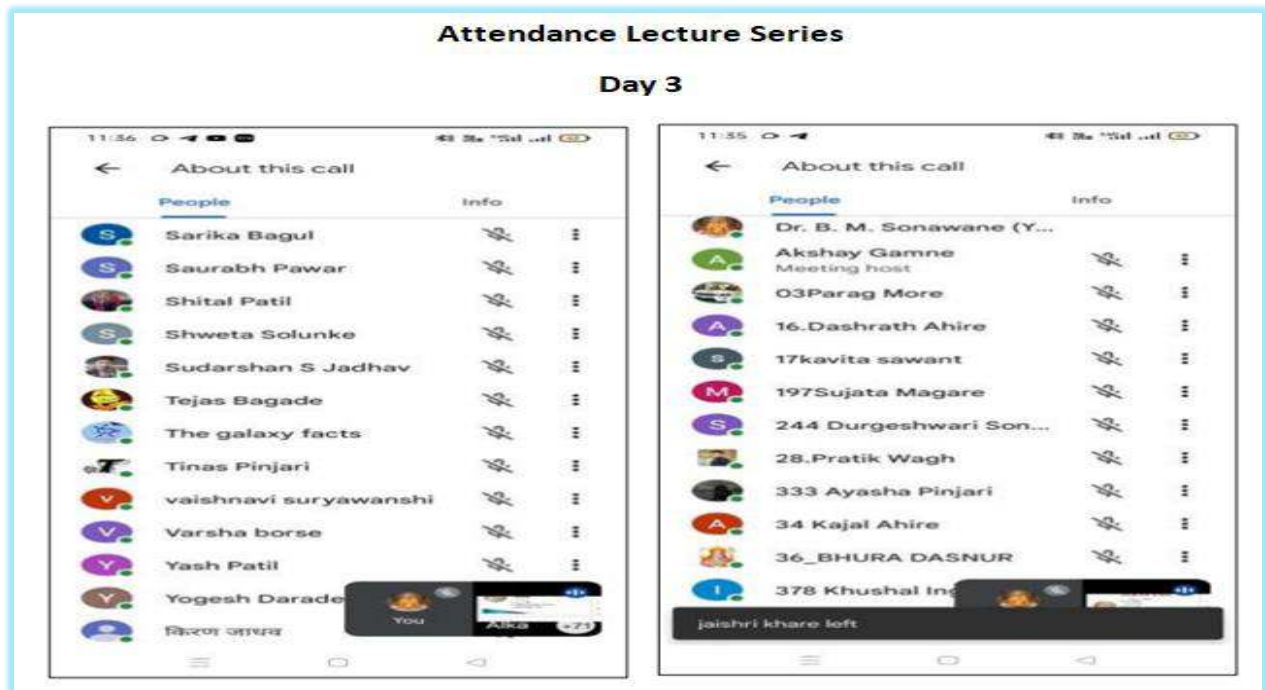 Attendance Lecture Series
Day 3
11:36
← About this call
People Info
S Sarika Bagul
S Saurabh Pawar
Shital Patil
S Shweta Solunke
Sudarshan S Jadhav
Tejas Bagade
The galaxy facts
Tinas Pinjari
V vaishnavi suryawanshi
V Varsha borse
Y Yash Patil
Y Yogesh Darade
किरण जाधव
You Alka +71
11:35
← About this call
People Info
Dr. B. M. Sonawane (Y...
A Akshay Gamne
Meeting host
03Parag More
A 16.Dashrath Ahire
S 17kavita sawant
M 197Sujata Magare
S 244 Durgeshwari Son...
28.Pratik Wagh
333 Ayasha Pinjari
A 34 Kajal Ahire
36_BHURA DASNUR
I 378 Khushal Ing
jaishri khare left